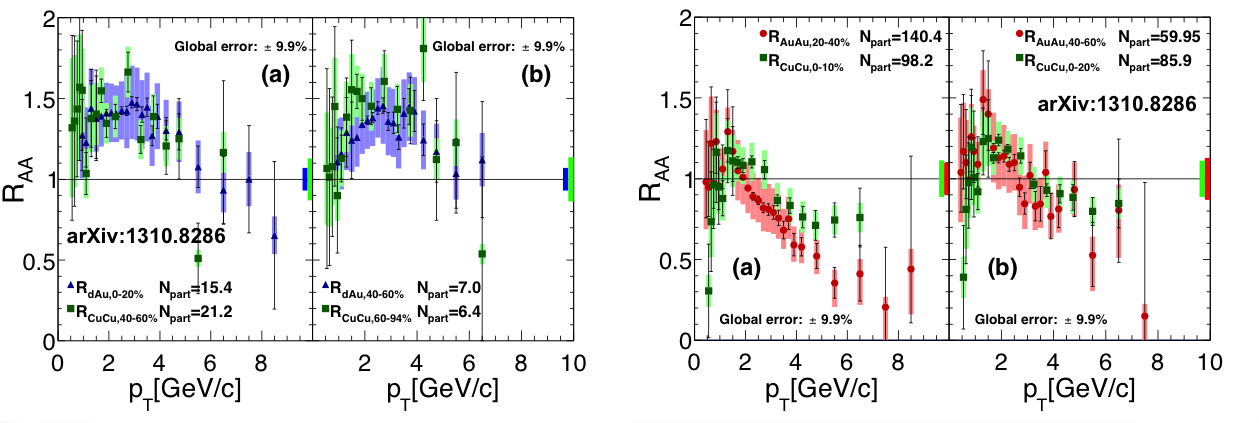 2
1.5
1
0.5
0
R_AA
Global error: ± 9.9%
(a)
arXiv:1310.8286
R_dAu,0-20% N_part=15.4
R_CuCu,40-60% N_part=21.2
Global error: ± 9.9%
(b)
R_dAu,40-60% N_part=7.0
R_CuCu,60-94% N_part=6.4
0 2 4 6 8 2 4 6 8 10
p_T[GeV/c] p_T[GeV/c]
2
1.5
1
0.5
0
R_AA
R_AuAu,20-40% N_part=140.4
R_CuCu,0-10% N_part=98.2
(a)
Global error: ± 9.9%
R_AuAu,40-60% N_part=59.95
R_CuCu,0-20% N_part=85.9
arXiv:1310.8286
(b)
Global error: ± 9.9%
0 2 4 6 8 2 4 6 8 10
p_T[GeV/c] p_T[GeV/c]